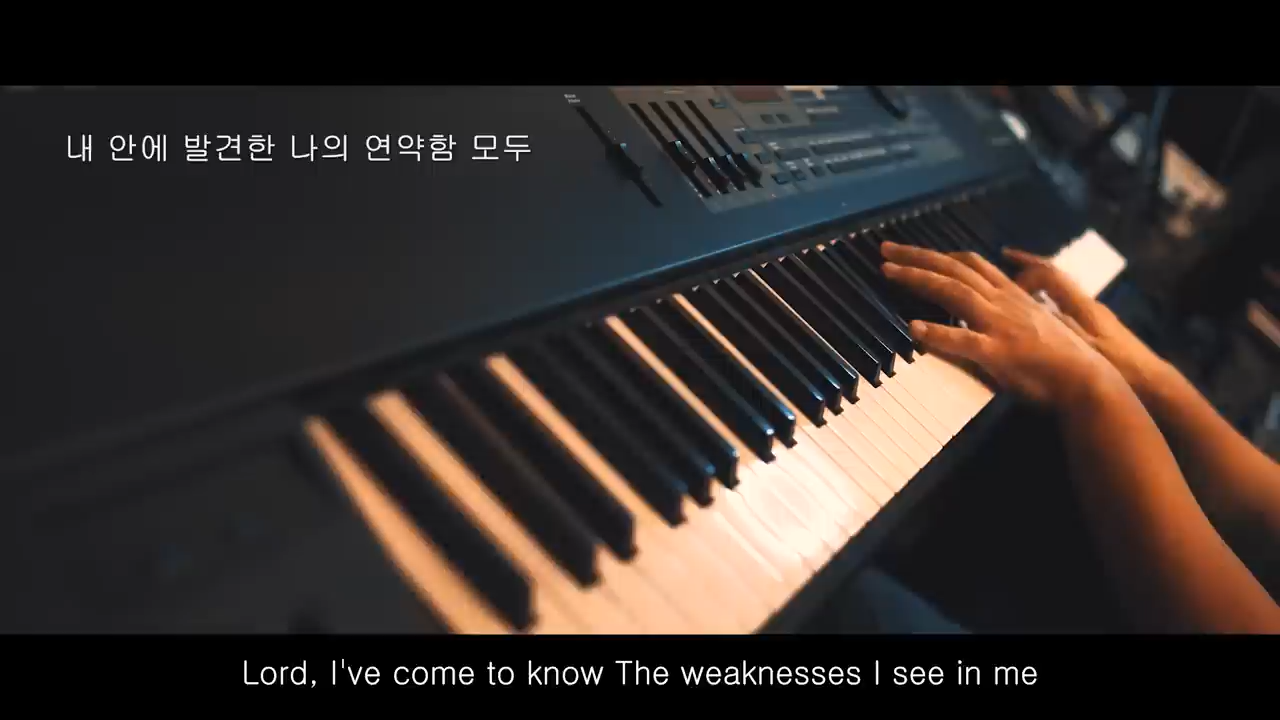 내 안에 발견한 나의 연약함 모두
Lord, I've come to know The weaknesses I see in me